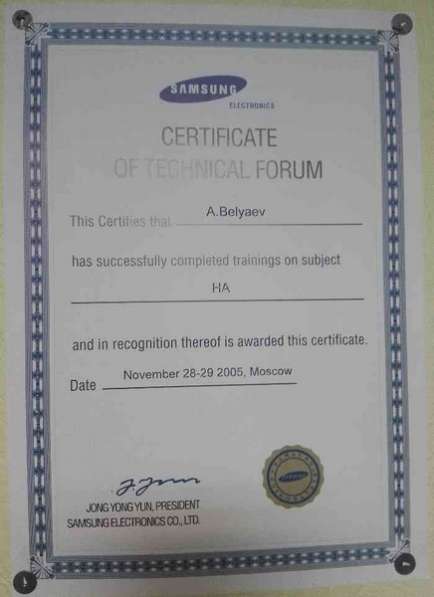 SAMSUNG
ELECTRONICS
CERTIFICATE
OF TECHNICAL FORUM
This Certifies that A.Belyaev
has successfully completed trainings on subject
HA
and in recognition thereof is awarded this certificate.
Date November 28-29 2005, Moscow
JONG YONG YUN, PRESIDENT
SAMSUNG ELECTRONICS CO., LTD.